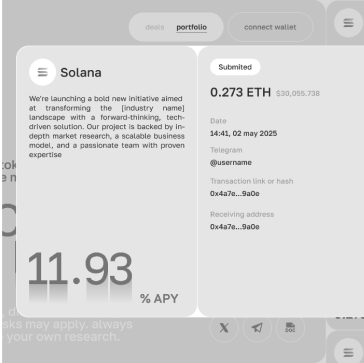 deals portfolio connect wallet
Solana
We're launching a bold new initiative aimed
at transforming the [industry name]
landscape with a forward-thinking, tech-
driven solution. Our project is backed by in-
depth market research, a scalable business
model, and a passionate team with proven
expertise
11.93
% APY
Submited
0.273 ETH $30,055.738
Date
14:41, 02 may 2025
Telegram
@username
Transaction link or hash
0x4a7e...9a0e
Receiving address
0x4a7e...9a0e
sks may apply. always
your own research.
DOC